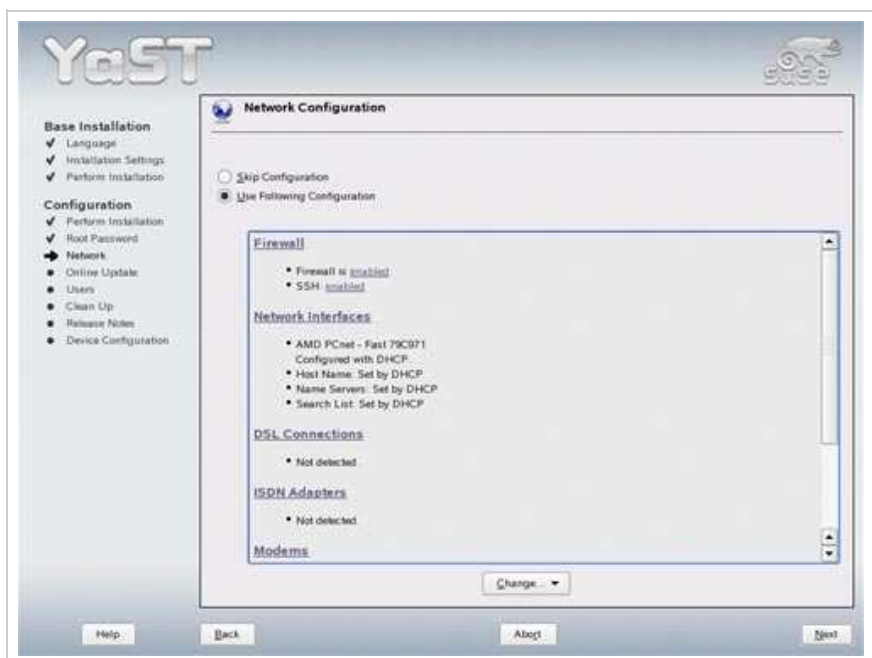 YaST
suse
Network Configuration
Base Installation
Language
Installation Settings
Perform Installation
Configuration
Perform Installation
Root Password
Network
Online Update
Users
Clean Up
Release Notes
Device Configuration
Skip Configuration
Use Following Configuration
Firewall
• Firewall is enabled
• SSH: enabled
Network Interfaces
• AMD PCnet - Fast 79C971
Configured with DHCP
• Host Name: Set by DHCP
• Name Servers: Set by DHCP
• Search List: Set by DHCP
DSL Connections
• Not detected
ISDN Adapters
• Not detected
Modems
Change...
Help
Back
Abort
Next